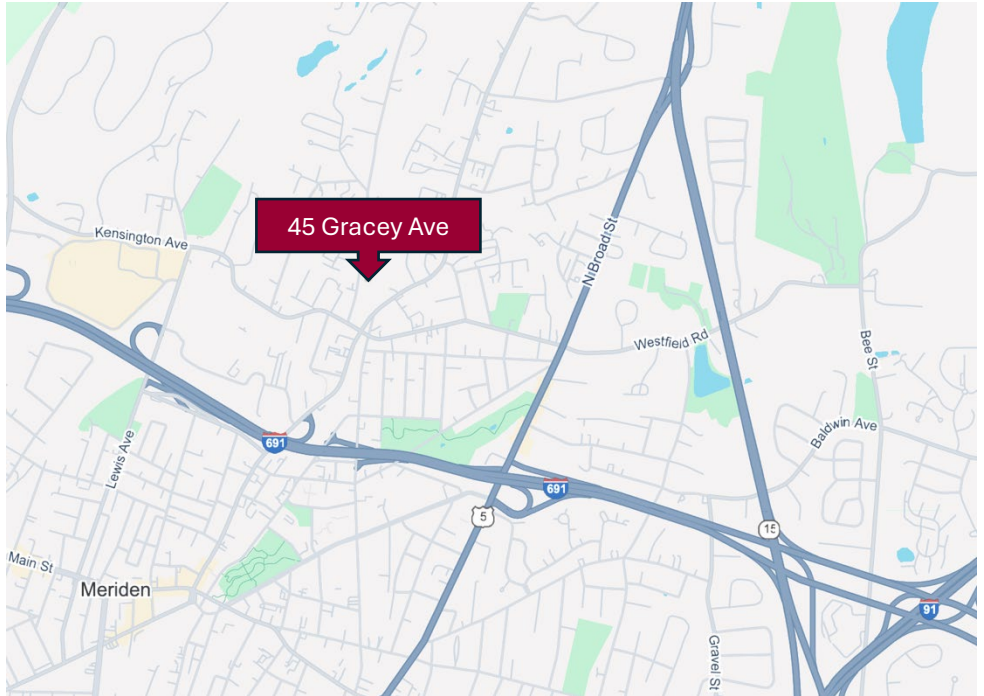 45 Gracey Ave
Kensington Ave
N Broad St
Westfield Rd
Bee St
Baldwin Ave
691
Lewis Ave
691
5
15
Main St
Meriden
91
Gravel St